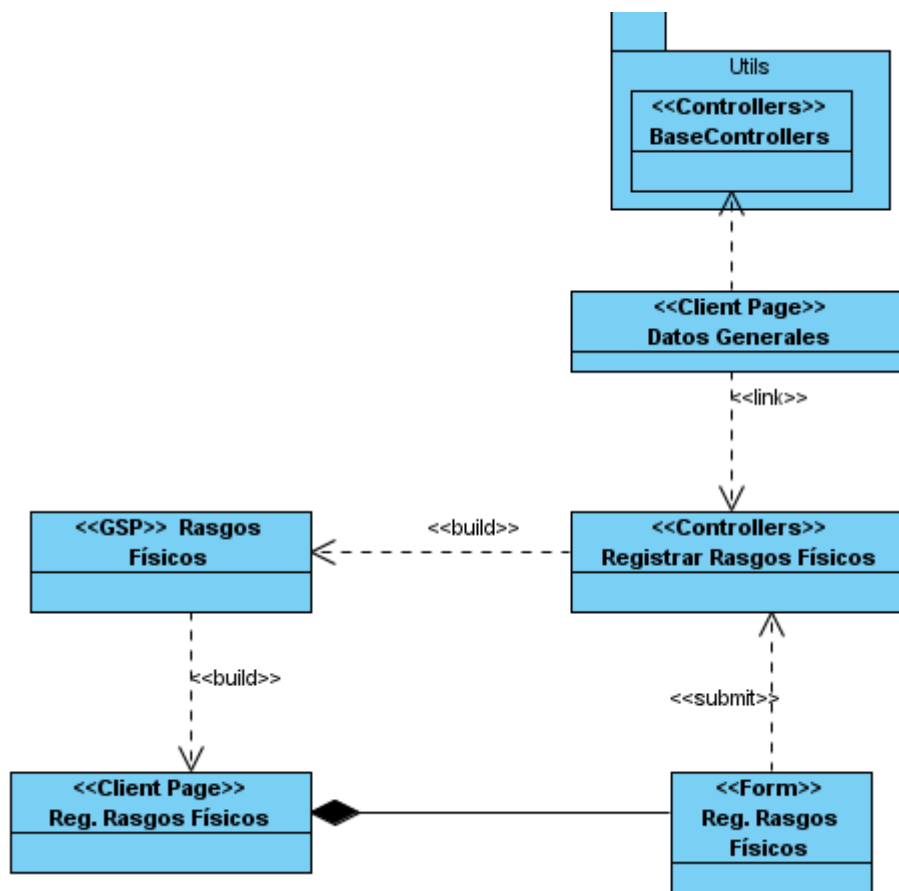 Utils
<<Controllers>>
BaseControllers
<<Client Page>>
Datos Generales
<<link>>
<<GSP>> Rasgos
Físicos
<<build>>
<<Controllers>>
Registrar Rasgos Físicos
<<build>>
<<submit>>
<<Client Page>>
Reg. Rasgos Físicos
<<Form>>
Reg. Rasgos
Físicos